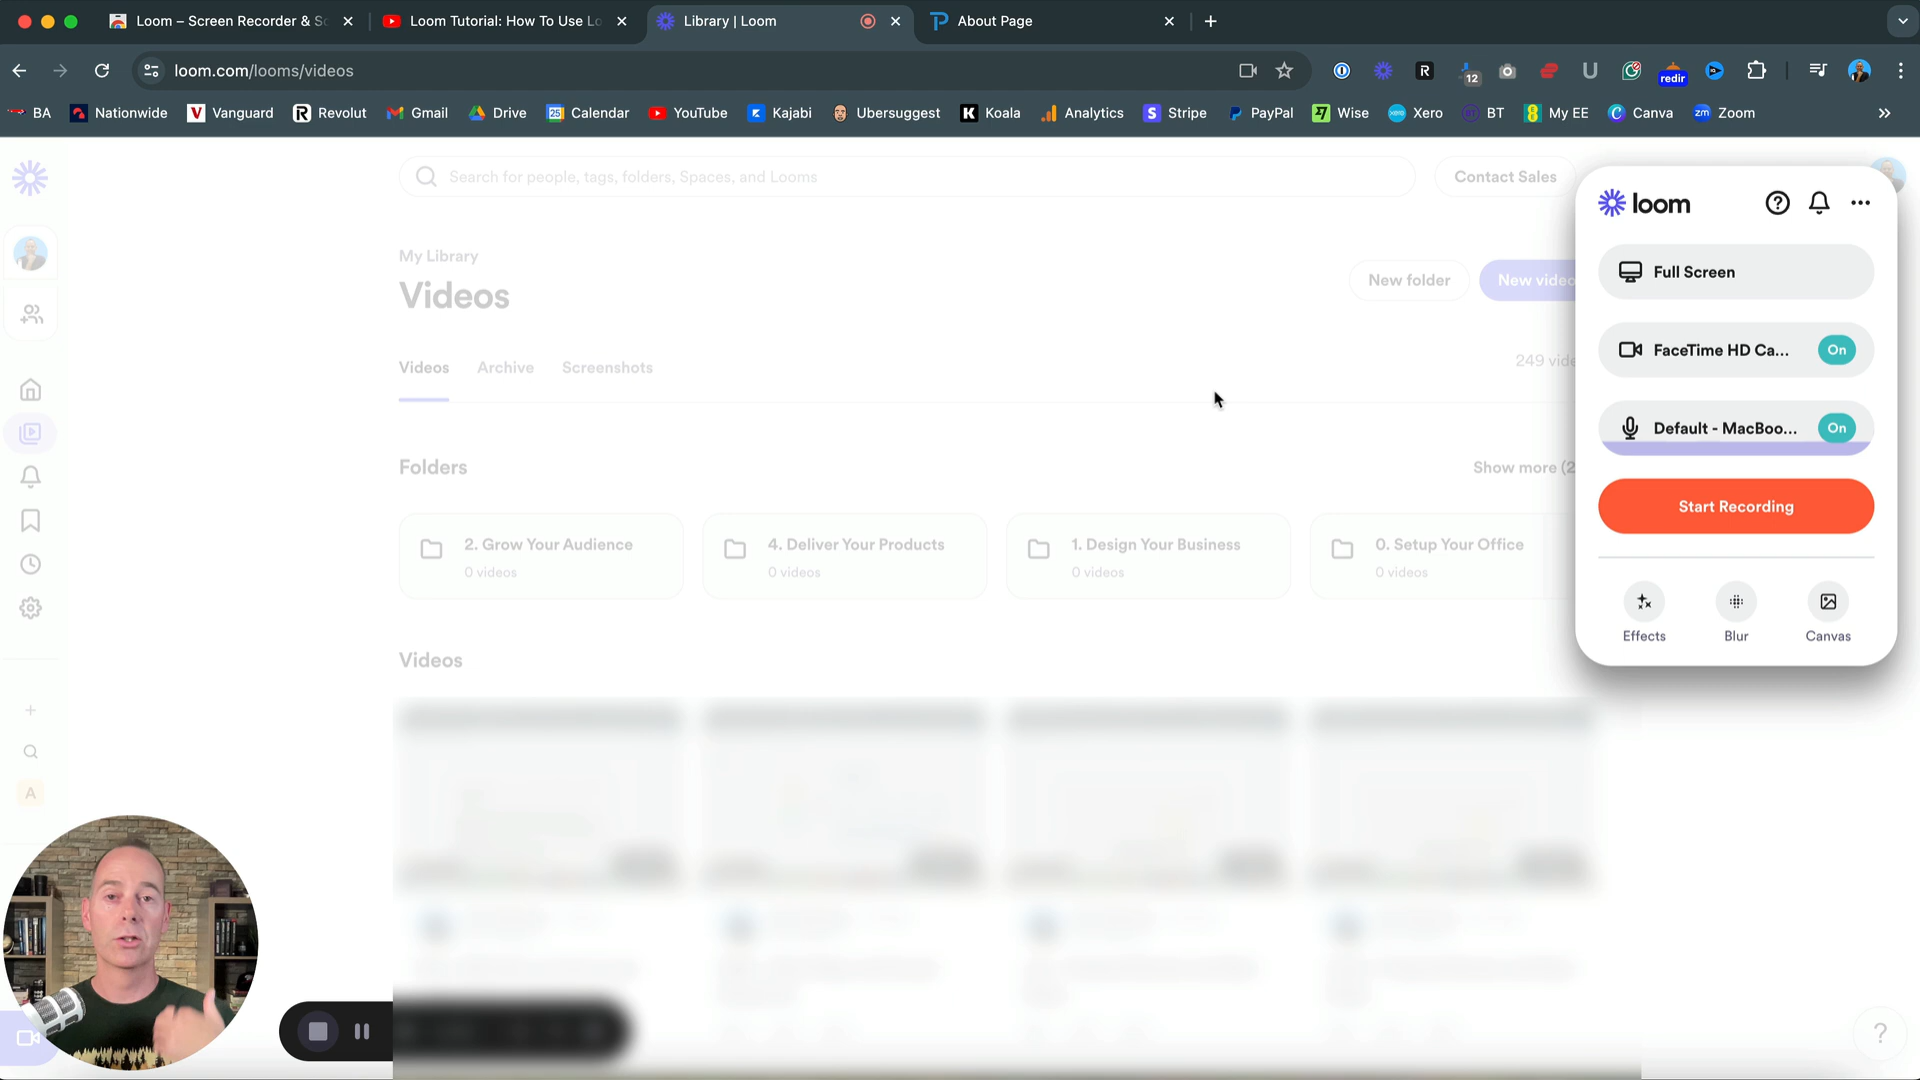 Loom – Screen Recorder & Sc
Loom Tutorial: How To Use Lo
Library | Loom
About Page
loom.com/looms/videos
12
redir
BA
Nationwide
Vanguard
Revolut
Gmail
Drive
Calendar
YouTube
Kajabi
Ubersuggest
Koala
Analytics
Stripe
PayPal
Wise
Xero
BT
My EE
Canva
Zoom
Search for people, tags, folders, Spaces, and Looms
Contact Sales
My Library
Videos
New folder
New video
Videos
Archive
Screenshots
249 vide
Folders
Show more (2
2. Grow Your Audience
0 videos
4. Deliver Your Products
0 videos
1. Design Your Business
0 videos
0. Setup Your Office
0 videos
Videos
A
loom
Full Screen
FaceTime HD Ca...
On
Default - MacBoo...
On
Start Recording
Effects
Blur
Canvas